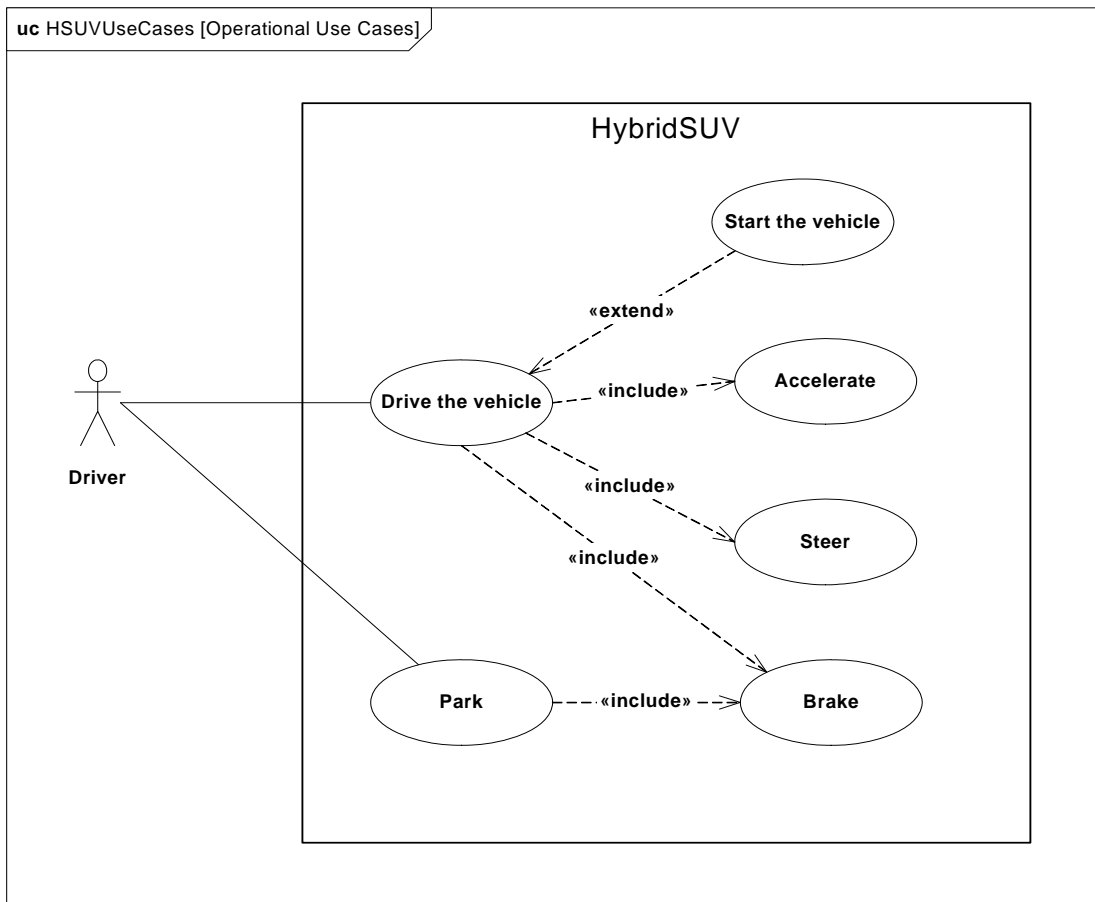 uc HSUVUseCases [Operational Use Cases]
HybridSUV
Start the vehicle
«extend»
Accelerate
Drive the vehicle
«include»
Driver
«include»
Steer
«include»
Park
«include»
Brake